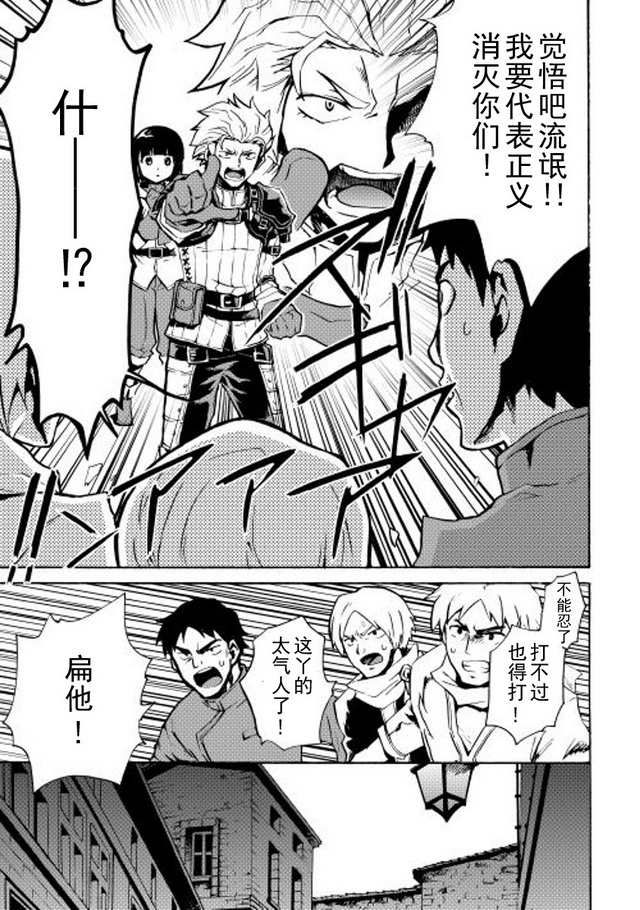 觉悟吧流氓!!
我要代表正义
消灭你们！
什——!?
不能忍了
打不过
也得打！
这丫的
太气人了！
扁他！